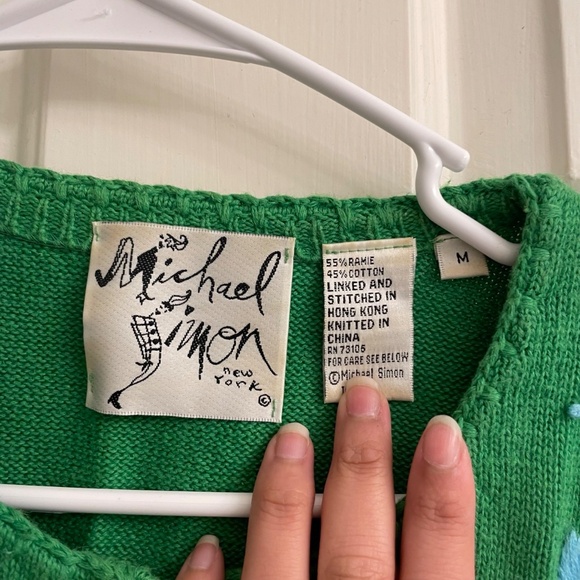 Michael
Simon
new
York ©
55% RAMIE
45% COTTON
LINKED AND
STITCHED IN
HONG KONG
KNITTED IN
CHINA
RN 73106
FOR CARE SEE BELOW
© Michael Simon
M